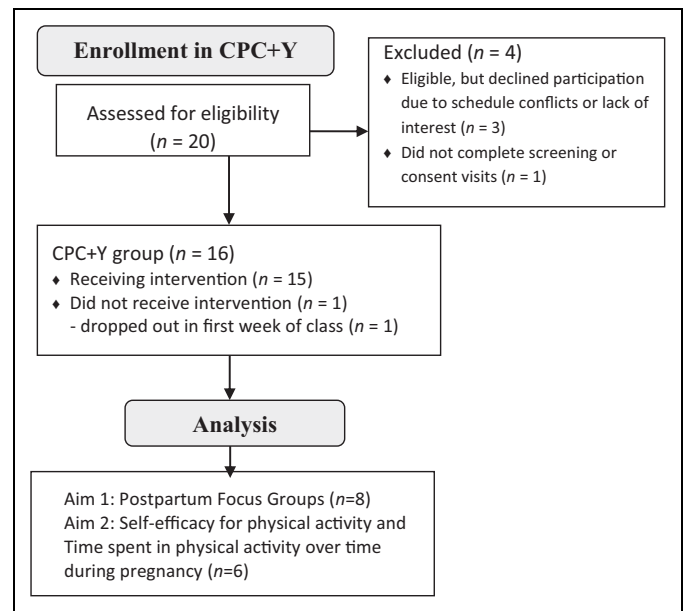 Enrollment in CPC+Y
Assessed for eligibility
(n = 20)
Excluded (n = 4)
♦ Eligible, but declined participation
due to schedule conflicts or lack of
interest (n = 3)
♦ Did not complete screening or
consent visits (n = 1)
CPC+Y group (n = 16)
♦ Receiving intervention (n = 15)
♦ Did not receive intervention (n = 1)
- dropped out in first week of class (n = 1)
Analysis
Aim 1: Postpartum Focus Groups (n=8)
Aim 2: Self-efficacy for physical activity and
Time spent in physical activity over time
during pregnancy (n=6)